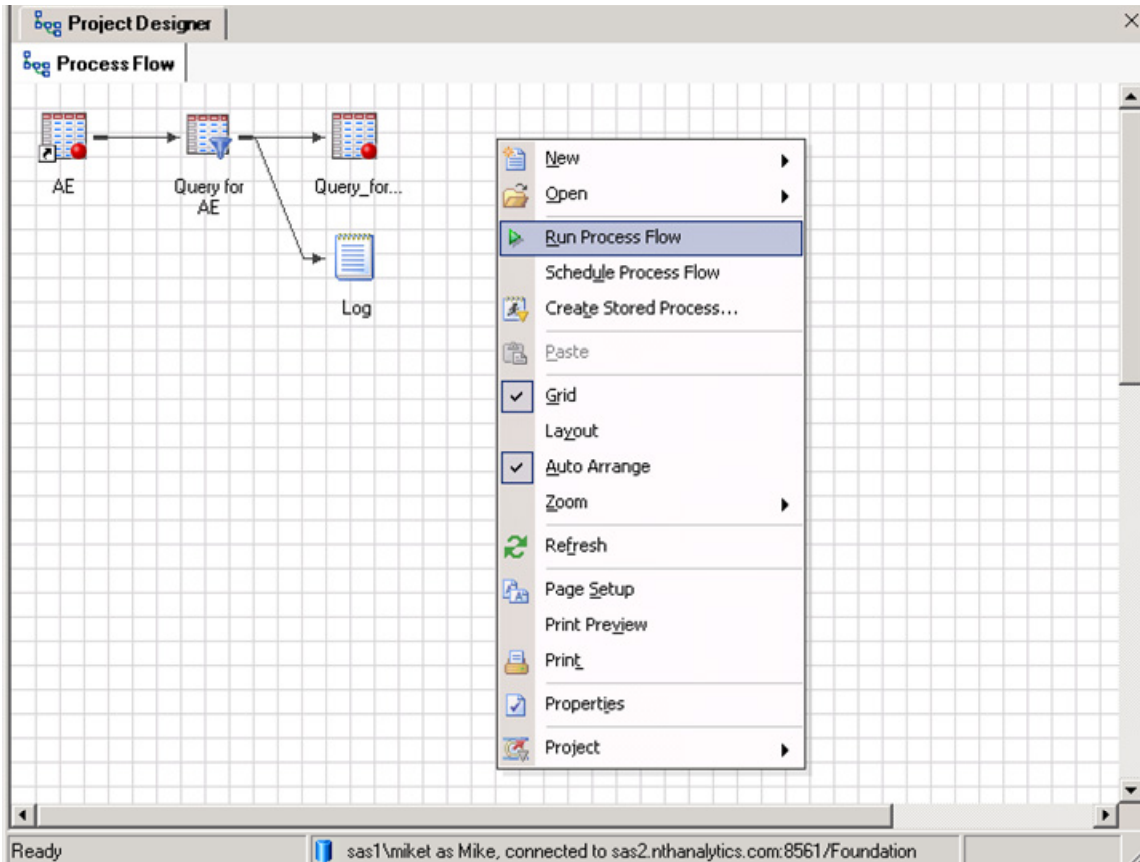 Project Designer
Process Flow
AE
Query for
AE
Query_for...
Log
New
Open
Run Process Flow
Schedule Process Flow
Create Stored Process...
Paste
Grid
Layout
Auto Arrange
Zoom
Refresh
Page Setup
Print Preview
Print
Properties
Project
Ready
sas1\miket as Mike, connected to sas2.nthanalytics.com:8561/Foundation